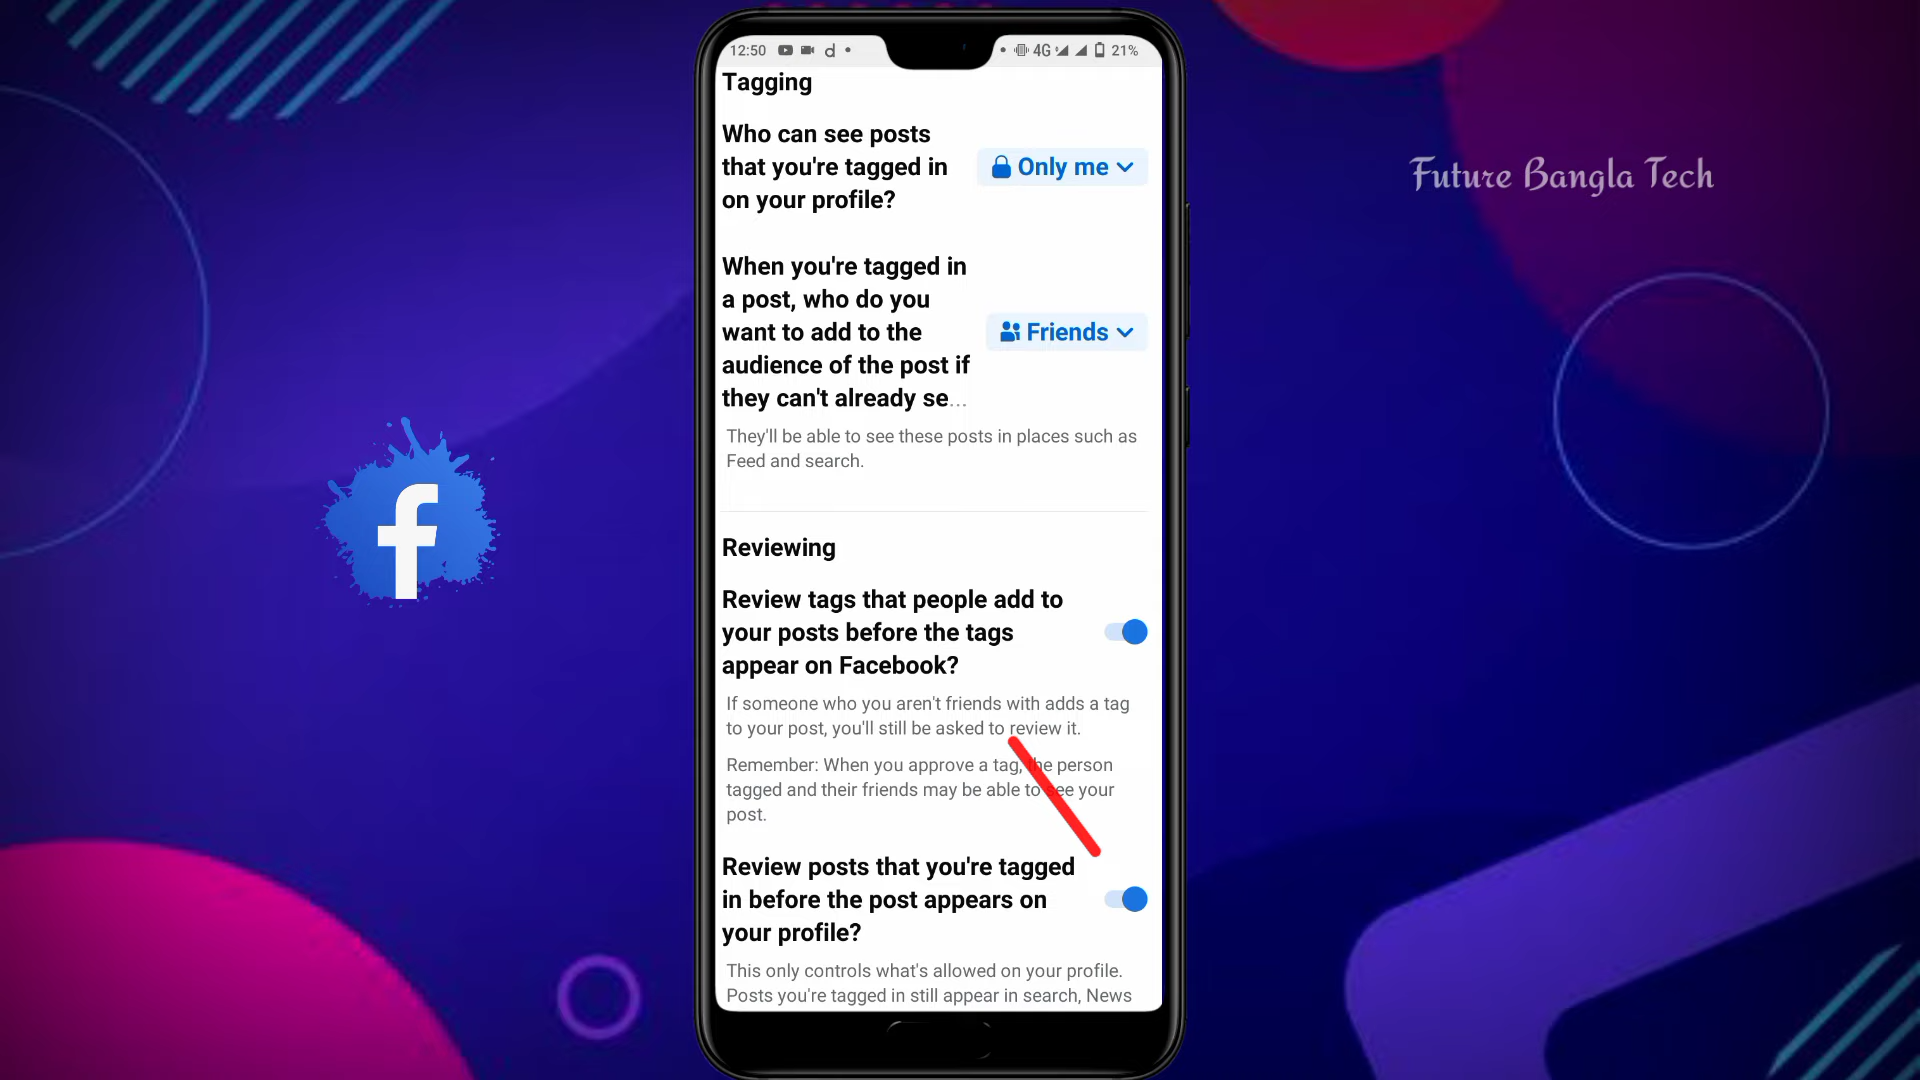 12:50 d 4G 21%
Tagging
Who can see posts
that you're tagged in
on your profile?
Only me
When you're tagged in
a post, who do you
want to add to the
audience of the post if
they can't already se...
Friends
They'll be able to see these posts in places such as
Feed and search.
Reviewing
Review tags that people add to
your posts before the tags
appear on Facebook?
If someone who you aren't friends with adds a tag
to your post, you'll still be asked to review it.
Remember: When you approve a tag, the person
tagged and their friends may be able to see your
post.
Review posts that you're tagged
in before the post appears on
your profile?
This only controls what's allowed on your profile.
Posts you're tagged in still appear in search, News
Future Bangla Tech
f